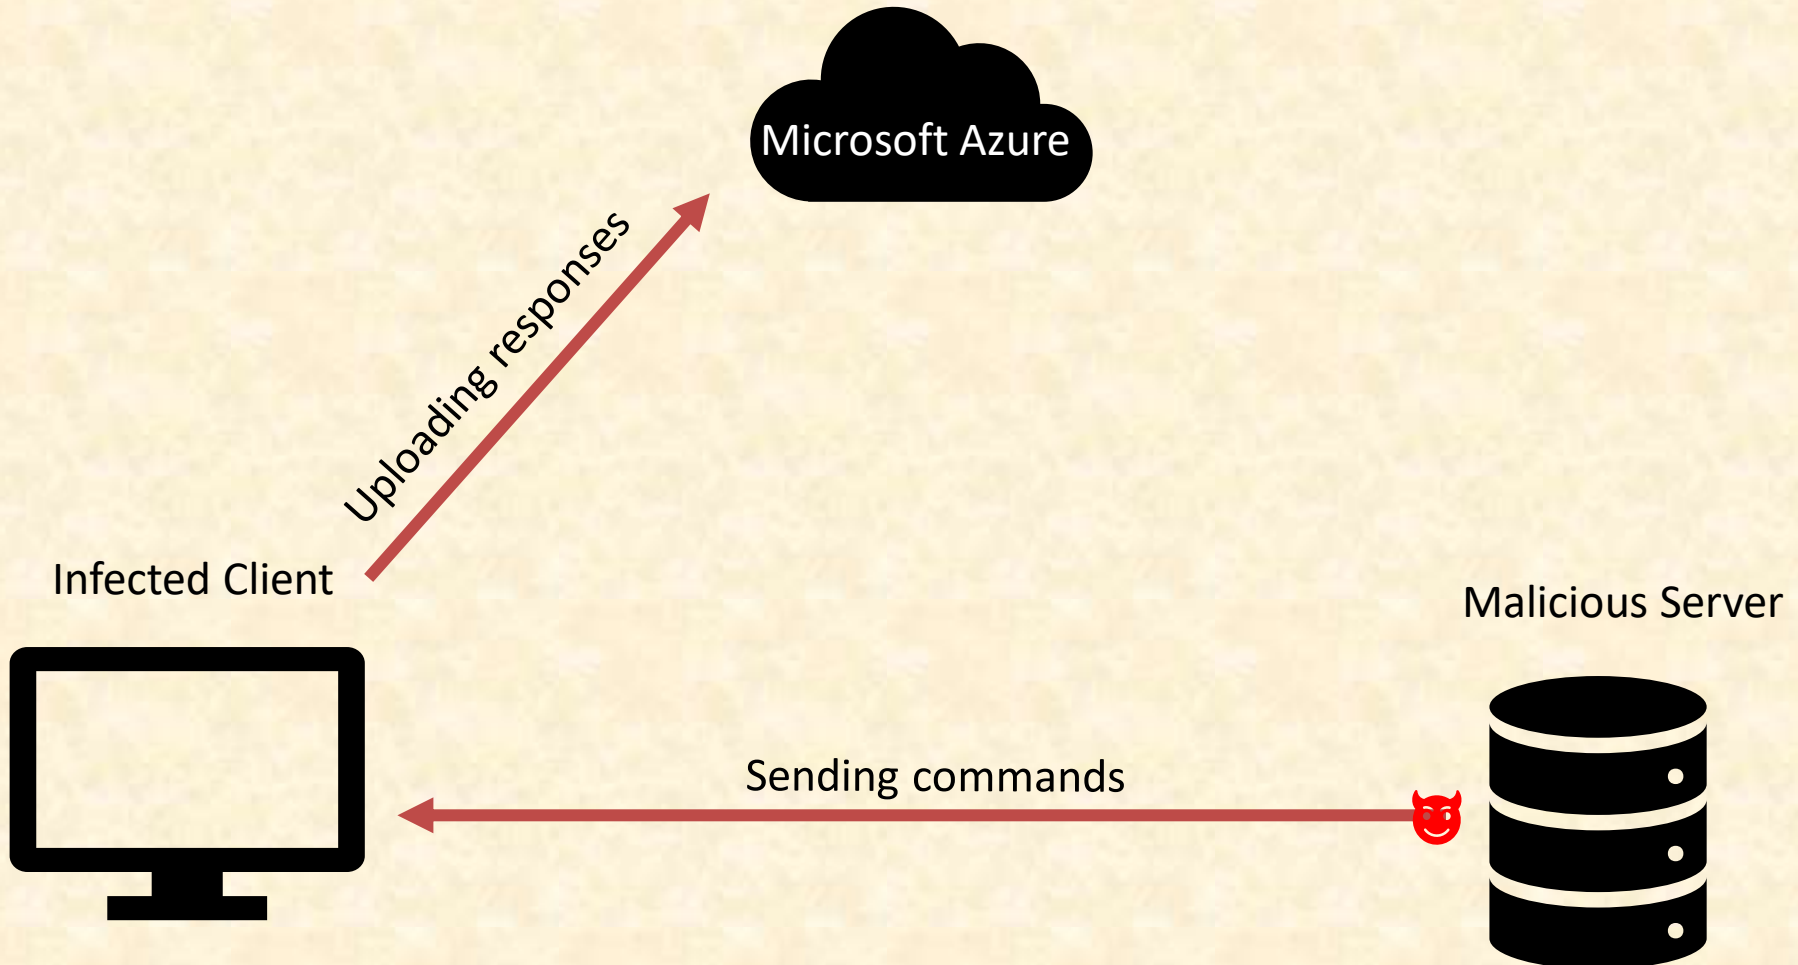 Microsoft Azure
Uploading responses
Infected Client
Malicious Server
Sending commands